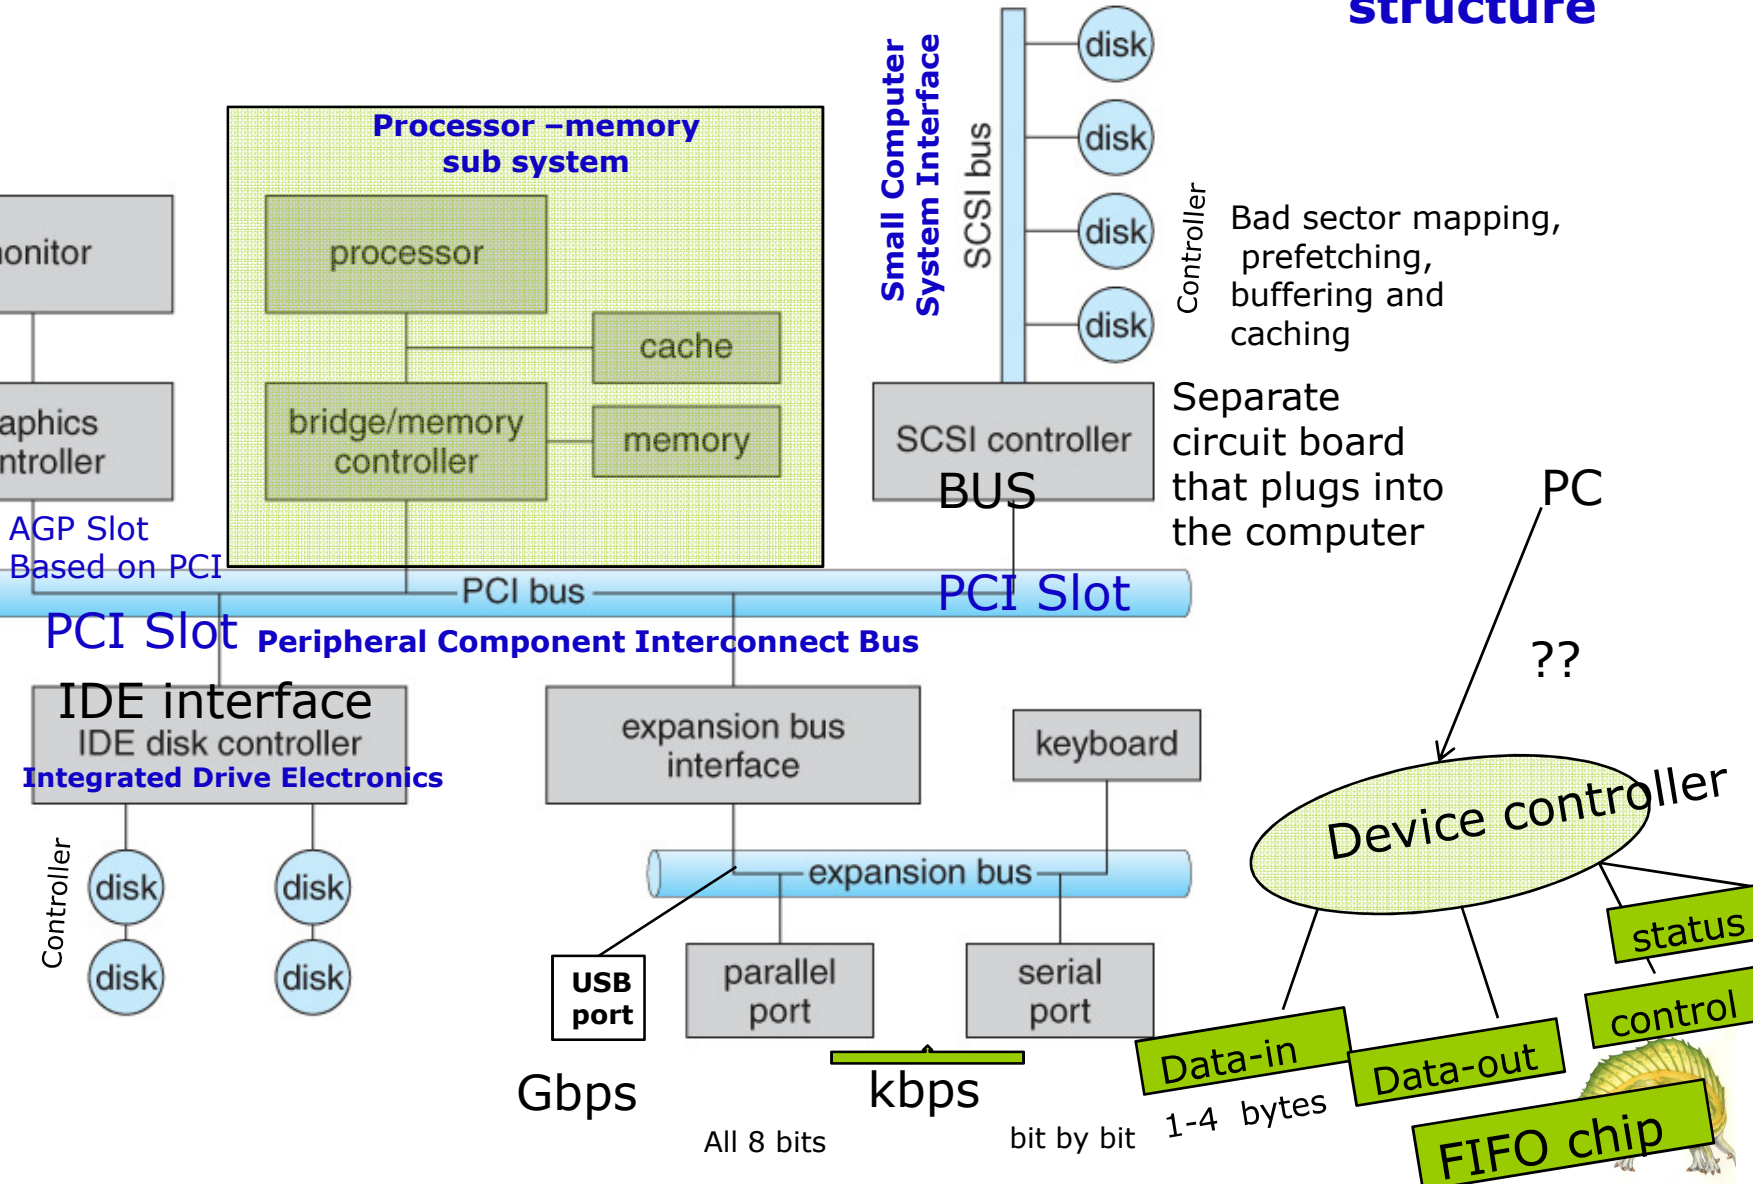 structure
Small Computer
System Interface
SCSI bus
disk
disk
disk
disk
Controller
Bad sector mapping,
prefetching,
buffering and
caching
Processor –memory
sub system
onitor
processor
cache
aphics
ntroller
bridge/memory
controller
memory
SCSI controller
BUS
Separate
circuit board
that plugs into
the computer
PC
AGP Slot
Based on PCI
PCI bus
PCI Slot
PCI Slot
Peripheral Component Interconnect Bus
??
IDE interface
IDE disk controller
Integrated Drive Electronics
expansion bus
interface
keyboard
Device controller
Controller
disk
disk
disk
disk
expansion bus
USB
port
parallel
port
serial
port
status
control
Data-in
Data-out
1-4 bytes
FIFO chip
Gbps
kbps
All 8 bits
bit by bit